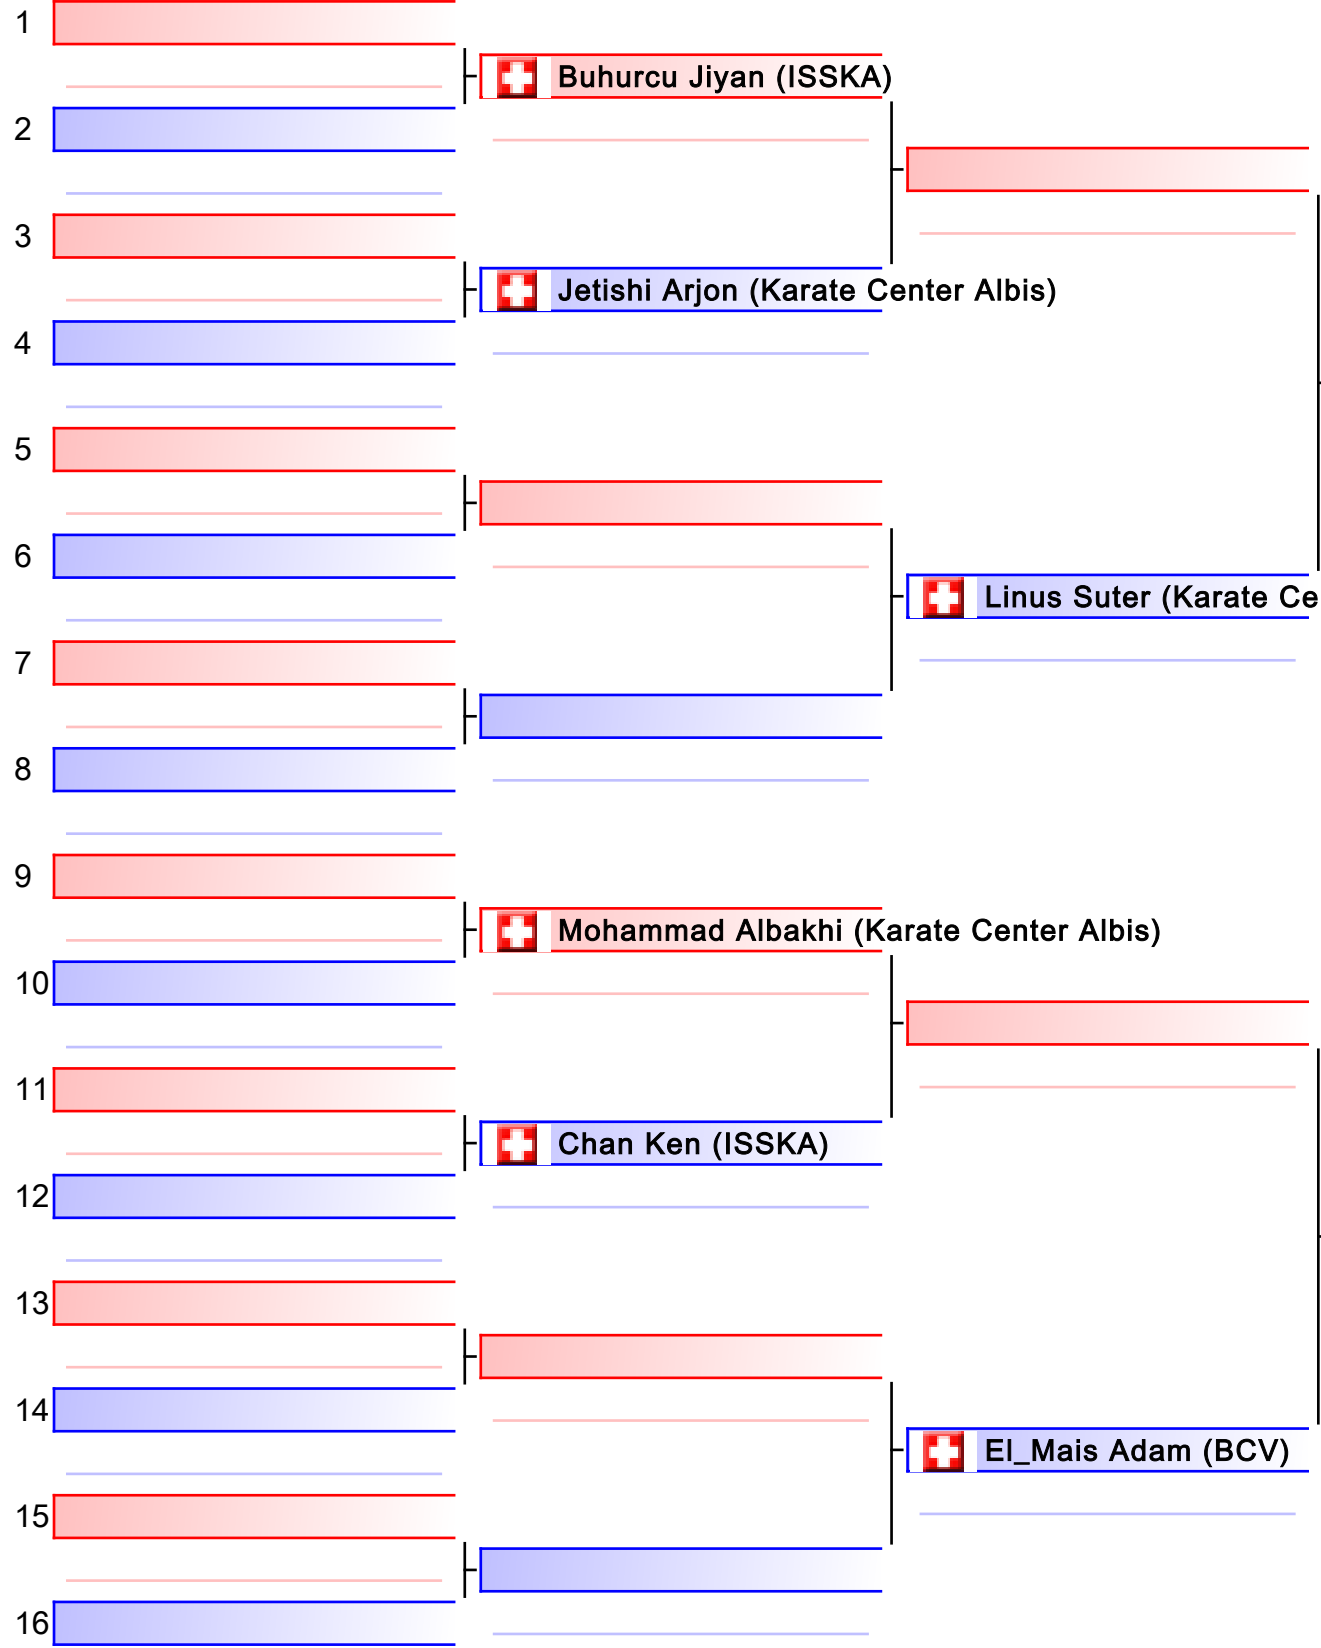 1
Buhurcu Jiyan (ISSKA)
2
3
Jetishi Arjon (Karate Center Albis)
4
5
6
Linus Suter (Karate Ce
7
8
9
Mohammad Albakhi (Karate Center Albis)
10
11
Chan Ken (ISSKA)
12
13
14
El_Mais Adam (BCV)
15
16